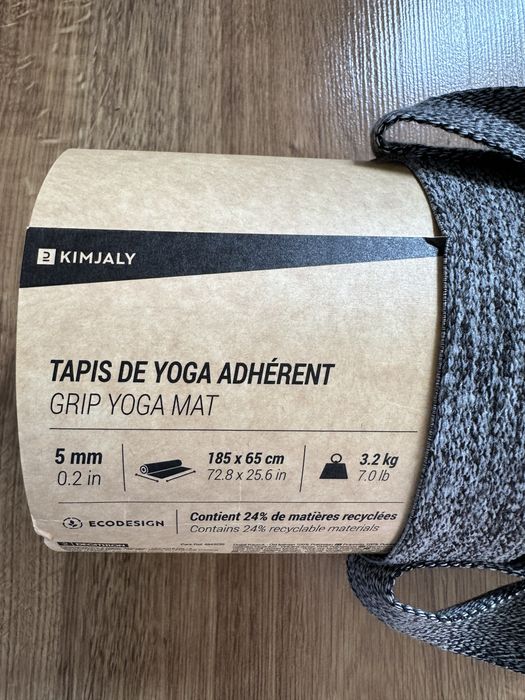 KIMJALY
TAPIS DE YOGA ADHÉRENT
GRIP YOGA MAT
5 mm
0.2 in
185 x 65 cm
72.8 x 25.6 in
3.2 kg
7.0 lb
ECODESIGN
Contient 24% de matières recyclées
Contains 24% recyclable materials
DECATHLON